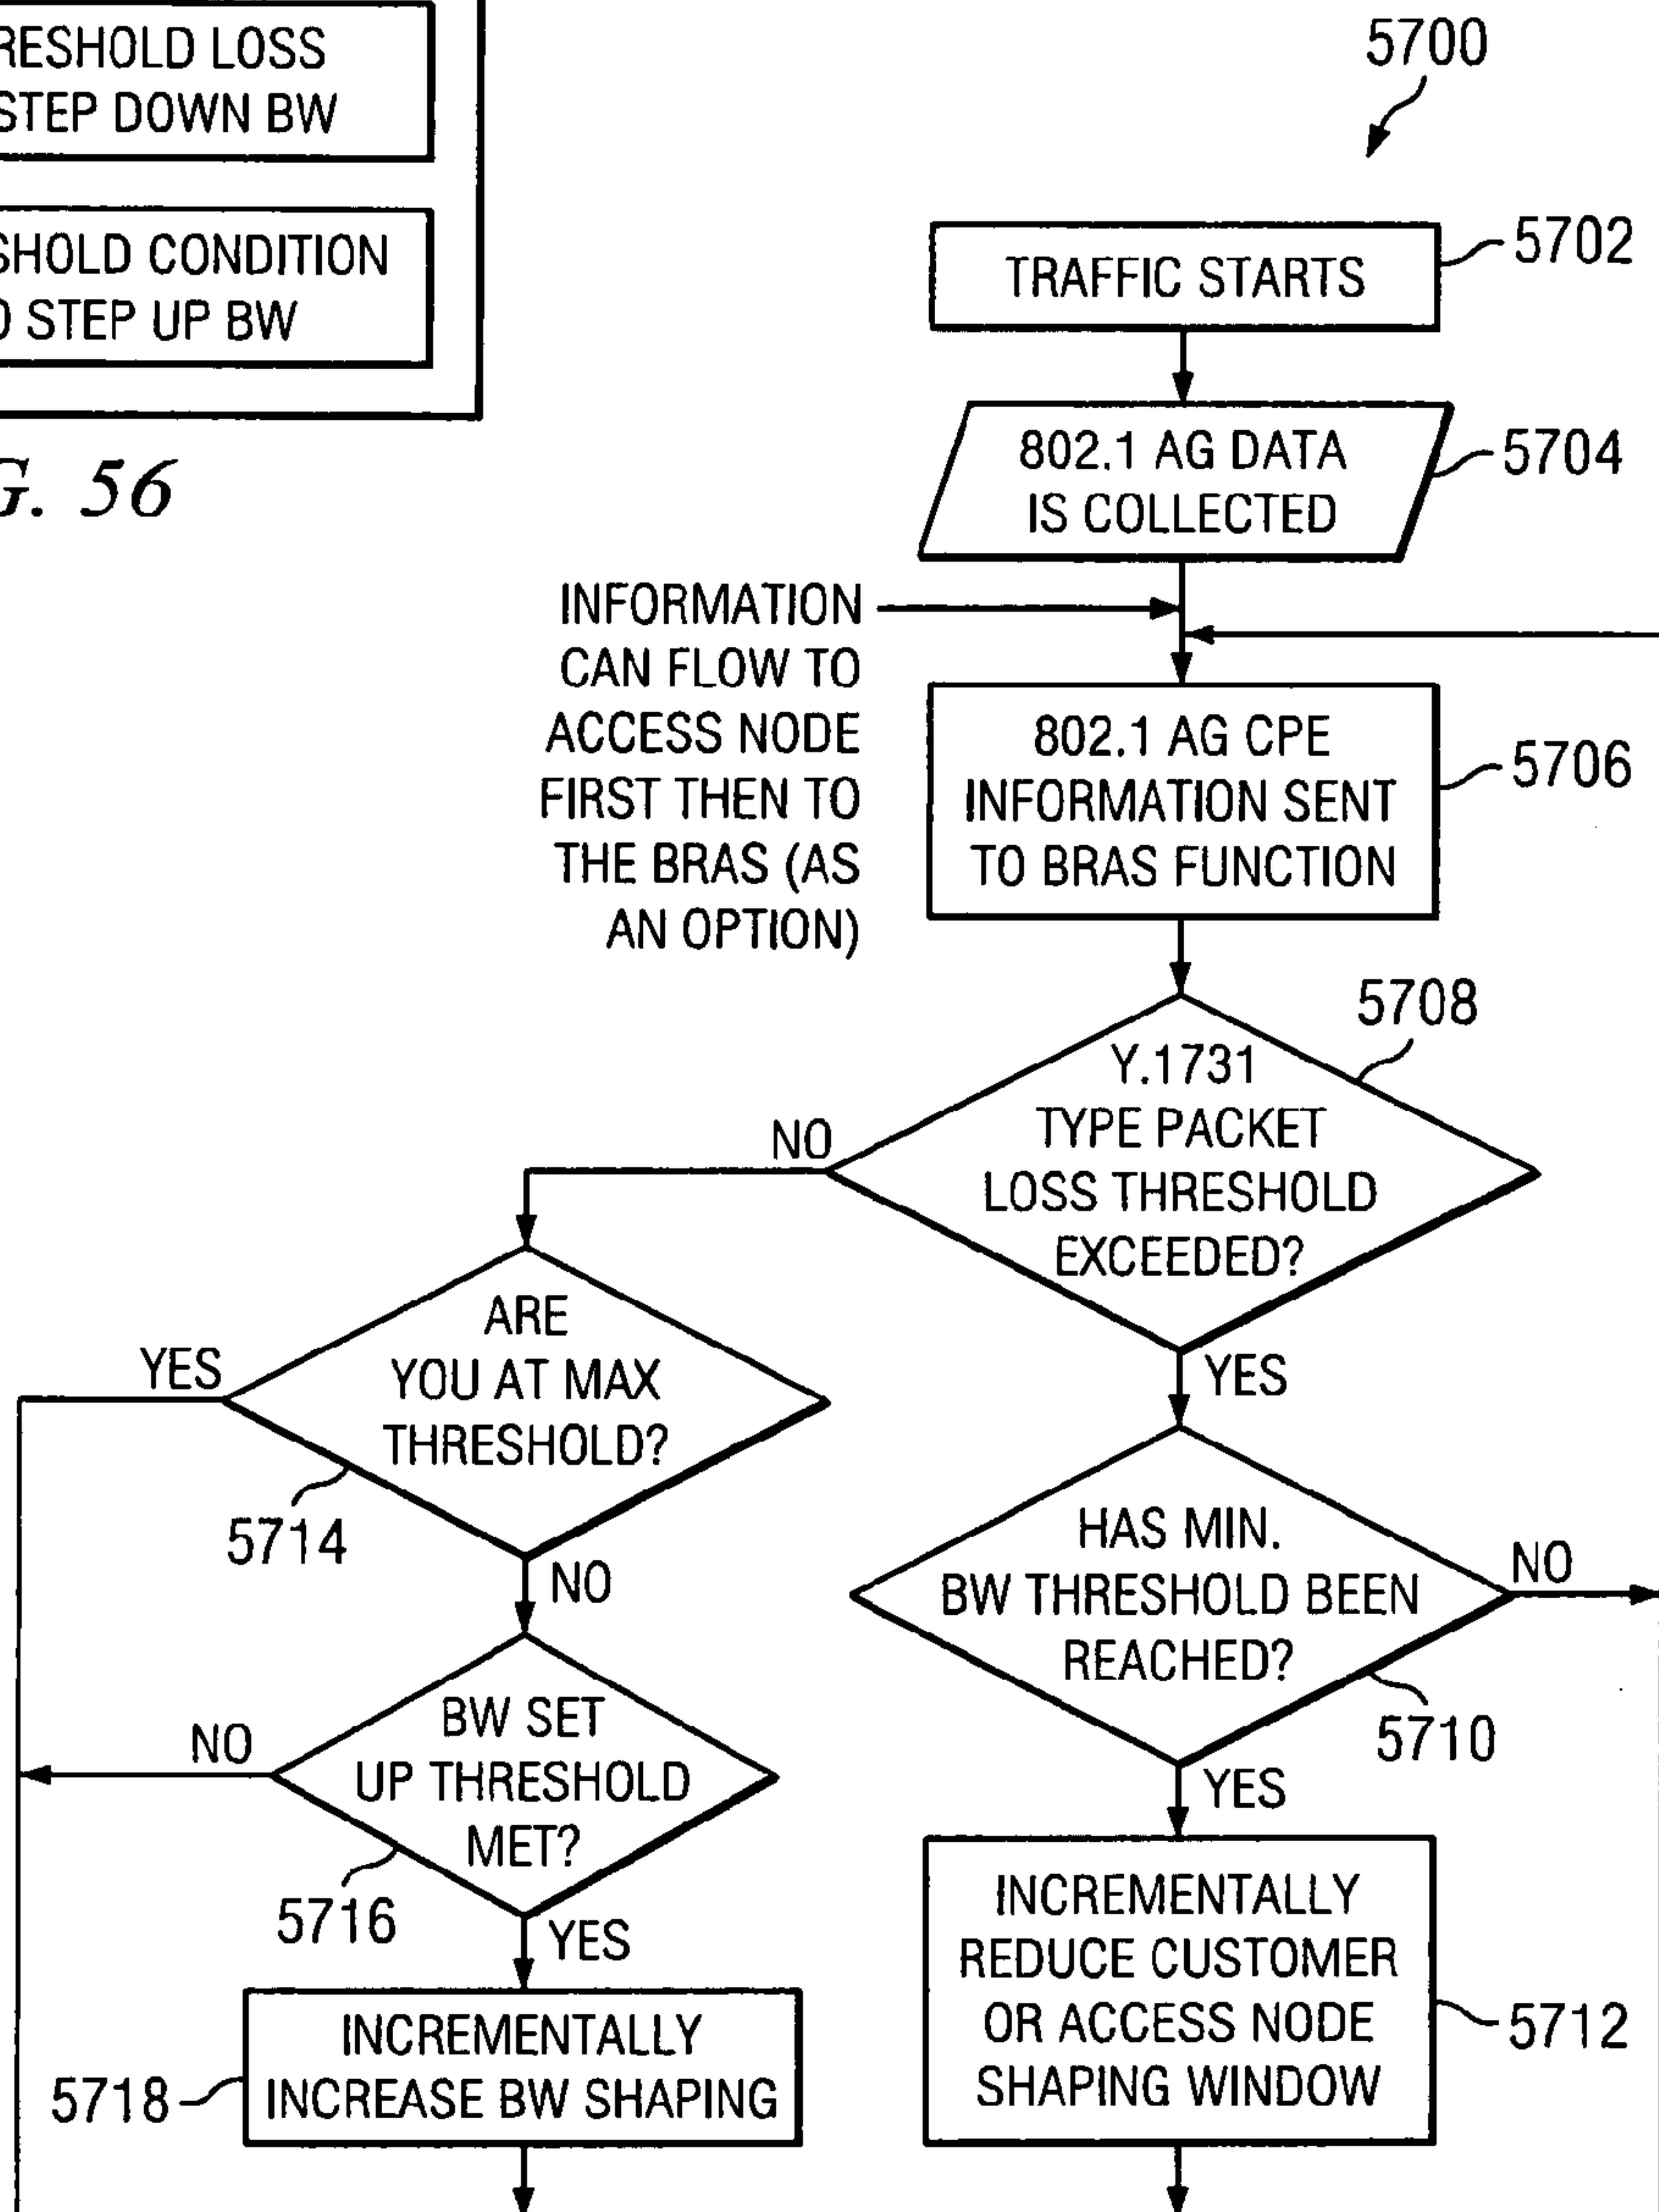 RESHOLD LOSS
STEP DOWN BW
SHOLD CONDITION
STEP UP BW
G. 56
5700
TRAFFIC STARTS
5702
802.1 AG DATA
IS COLLECTED
5704
INFORMATION
CAN FLOW TO
ACCESS NODE
FIRST THEN TO
THE BRAS (AS
AN OPTION)
802.1 AG CPE
INFORMATION SENT
TO BRAS FUNCTION
5706
5708
Y.1731
TYPE PACKET
LOSS THRESHOLD
EXCEEDED?
NO
YES
ARE
YOU AT MAX
THRESHOLD?
YES
5714
NO
HAS MIN.
BW THRESHOLD BEEN
REACHED?
NO
5710
YES
BW SET
UP THRESHOLD
MET?
NO
5716
YES
INCREMENTALLY
INCREASE BW SHAPING
5718
INCREMENTALLY
REDUCE CUSTOMER
OR ACCESS NODE
SHAPING WINDOW
5712